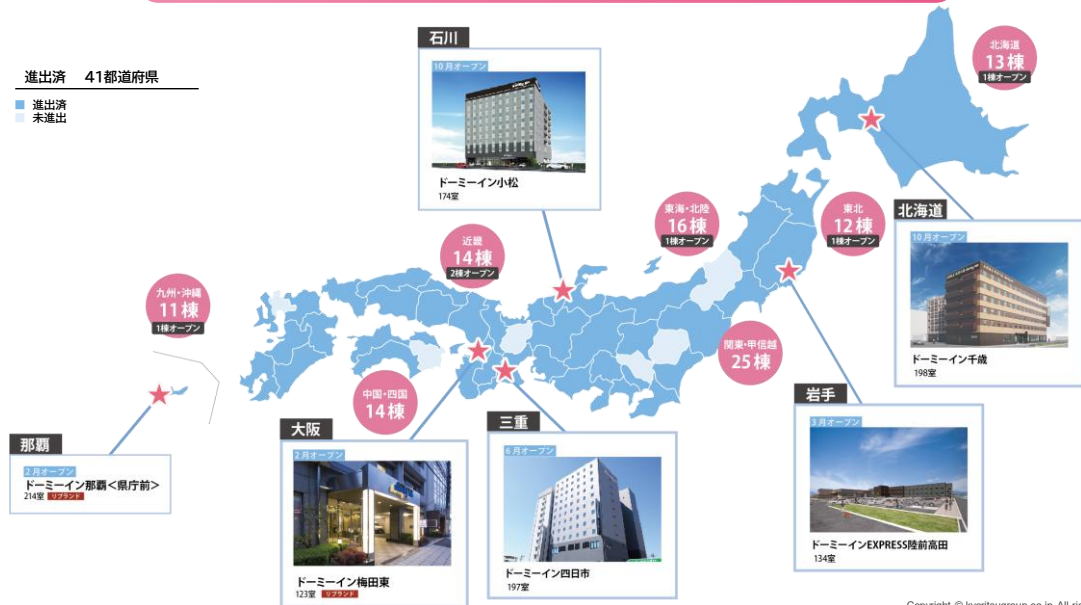 進出済 41都道府県
進出済
未進出
石川
10月オープン
ドーミーイン小松
174室
北海道
13棟
1棟オープン
東海・北陸
16棟
1棟オープン
東北
12棟
1棟オープン
北海道
10月オープン
ドーミーイン千歳
198室
近畿
14棟
2棟オープン
九州・沖縄
11棟
1棟オープン
関東・甲信越
25棟
中国・四国
14棟
那覇
2月オープン
ドーミーイン那覇<県庁前>
214室 リブランド
大阪
2月オープン
ドーミーイン梅田東
123室 リブランド
三重
6月オープン
ドーミーイン四日市
197室
岩手
3月オープン
ドーミーインEXPRESS陸前高田
134室